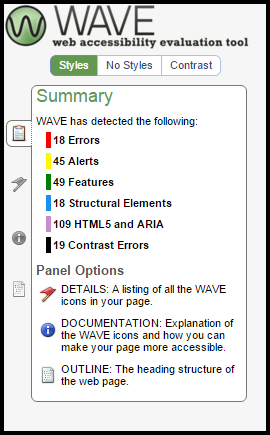 WAVE
web accessibility evaluation tool
Styles No Styles Contrast
Summary
WAVE has detected the following:
18 Errors
45 Alerts
49 Features
18 Structural Elements
109 HTML5 and ARIA
19 Contrast Errors
Panel Options
DETAILS: A listing of all the WAVE
icons in your page.
DOCUMENTATION: Explanation of
the WAVE icons and how you can
make your page more accessible.
OUTLINE: The heading structure of
the web page.